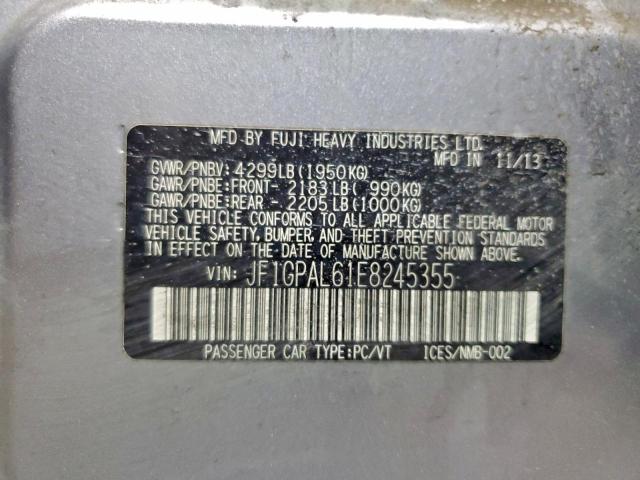 MFD BY FUJI HEAVY INDUSTRIES LTD.
MFD IN 11/13
GVWR/PNBV: 4299LB(1950KG)
GAWR/PNBE:FRONT- 2183LB( 990KG)
GAWR/PNBE:REAR - 2205LB(1000KG)
THIS VEHICLE CONFORMS TO ALL APPLICABLE FEDERAL MOTOR
VEHICLE SAFETY, BUMPER, AND THEFT PREVENTION STANDARDS
IN EFFECT ON THE DATE OF MANUFACTURE SHOWN ABOVE.
VIN: JF1GPAL61E8245355
PASSENGER CAR TYPE:PC/VT ICES/NMB-002